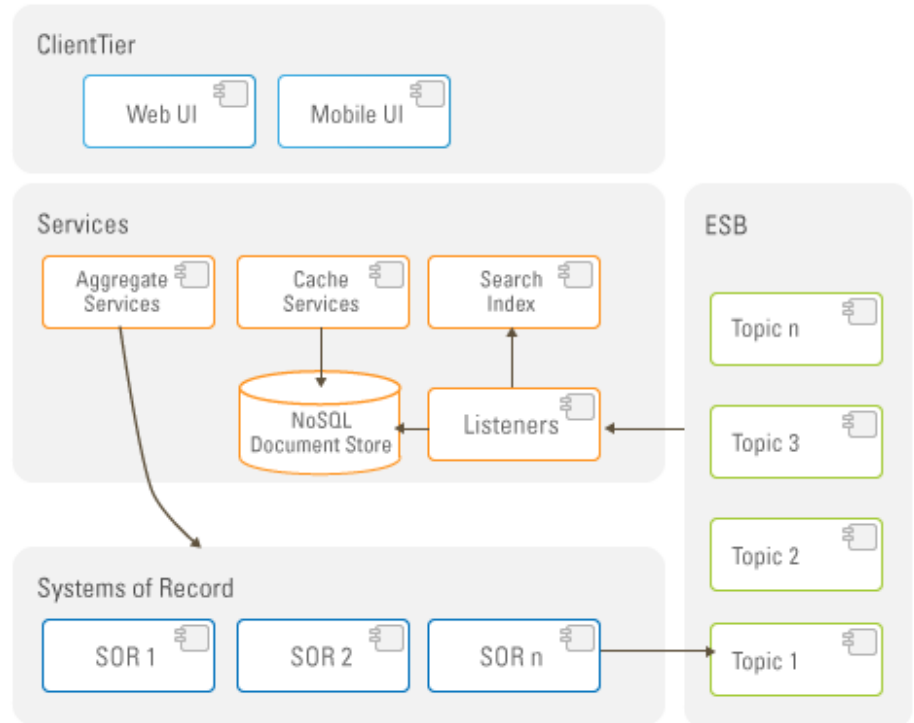 ClientTier
Web UI
Mobile UI
Services
Aggregate
Services
Cache
Services
Search
Index
NoSQL
Document Store
Listeners
ESB
Topic n
Topic 3
Topic 2
Topic 1
Systems of Record
SOR 1
SOR 2
SOR n